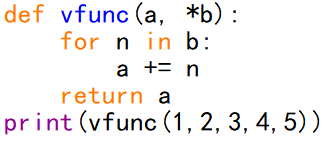 def vfunc(a, *b):
    for n in b:
        a += n
    return a
print(vfunc(1,2,3,4,5))